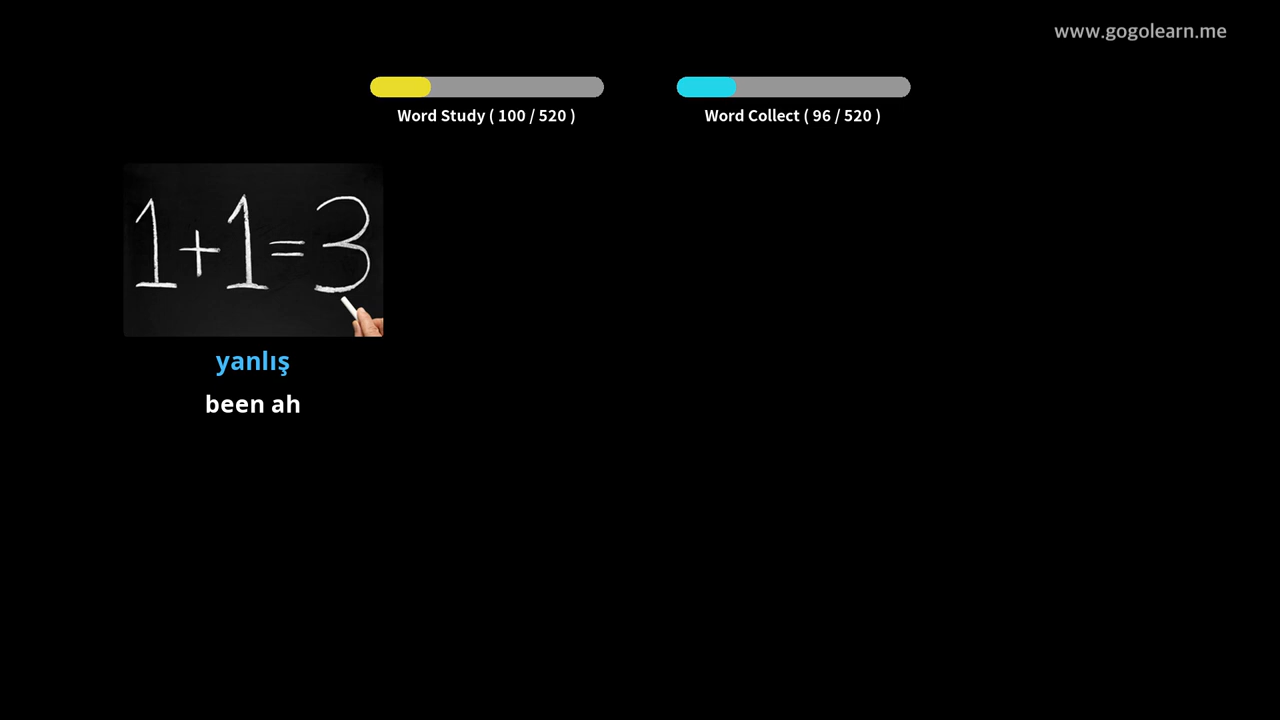 www.gogolearn.me
Word Study ( 100 / 520 )
Word Collect ( 96 / 520 )
1+1=3
yanlış
been ah